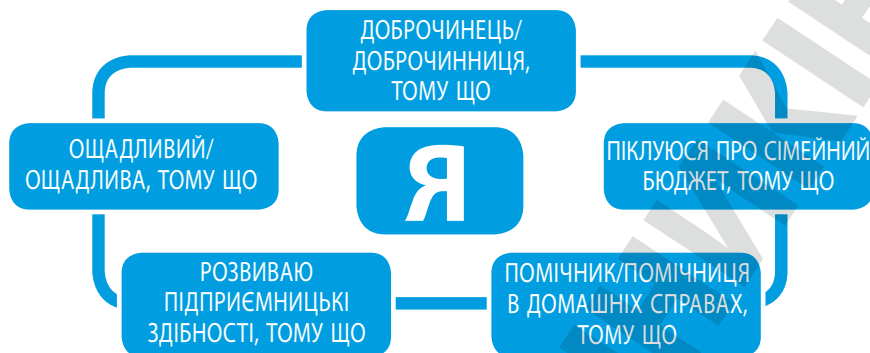 ДОБРОЧИНЕЦЬ/
ДОБРОЧИННИЦЯ,
ТОМУ ЩО
ОЩАДЛИВИЙ/
ОЩАДЛИВА, ТОМУ ЩО
Я
ПІКЛУЮСЯ ПРО СІМЕЙНИЙ
БЮДЖЕТ, ТОМУ ЩО
РОЗВИВАЮ
ПІДПРИЄМНИЦЬКІ
ЗДІБНОСТІ, ТОМУ ЩО
ПОМІЧНИК/ПОМІЧНИЦЯ
В ДОМАШНІХ СПРАВАХ,
ТОМУ ЩО